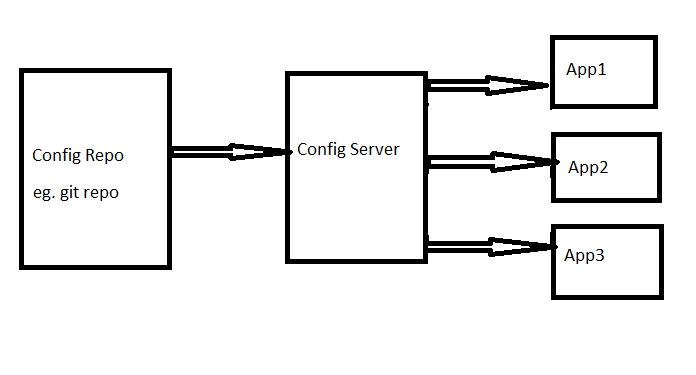 Config Repo
eg. git repo
Config Server
App1
App2
App3